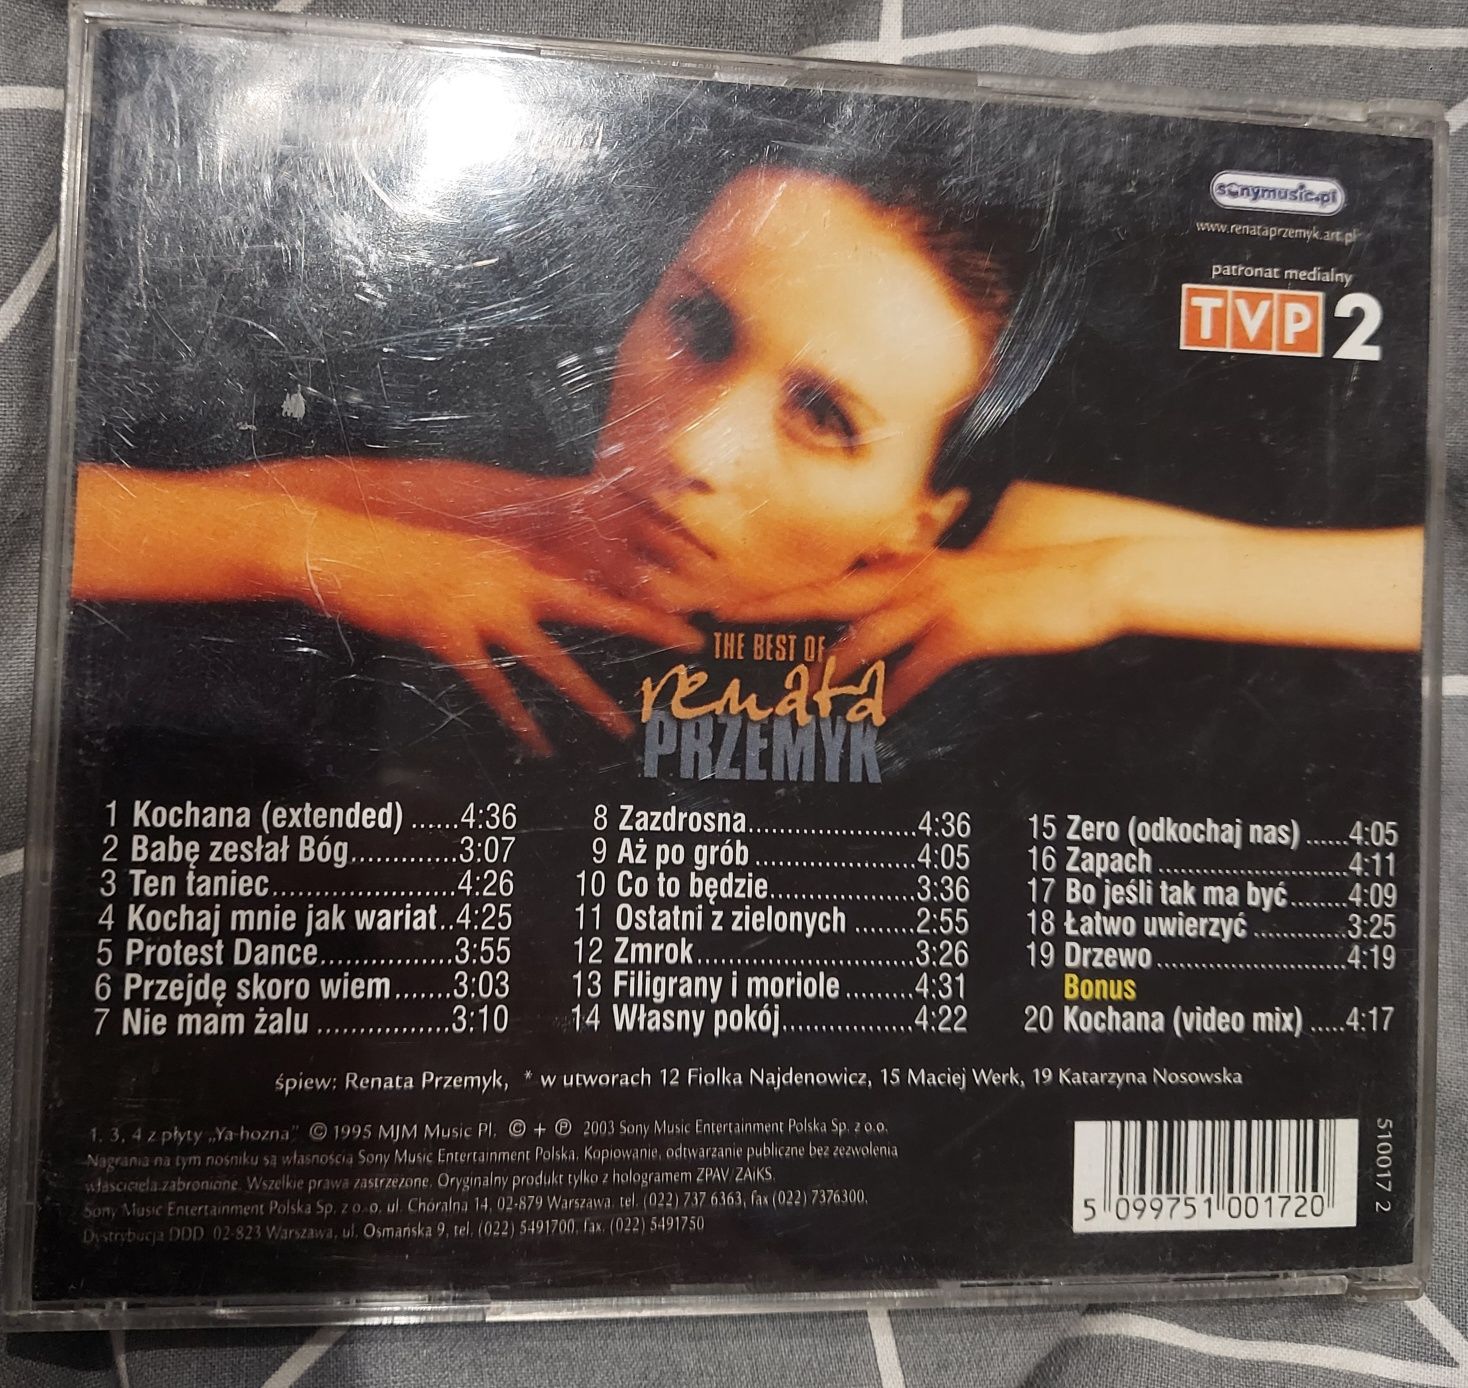 sonymusic.pl
www.renataprzemyk.art.pl
patronat medialny
TVP 2
THE BEST OF
renata
PRZEMYK
1 Kochana (extended) ......4:36
2 Babę zesłał Bóg..............3:07
3 Ten taniec.......................4:26
4 Kochaj mnie jak wariat..4:25
5 Protest Dance.................3:55
6 Przejdę skoro wiem.......3:03
7 Nie mam żalu .................3:10
8 Zazdrosna.....................4:36
9 Aż po grób ....................4:05
10 Co to będzie...................3:36
11 Ostatni z zielonych ........2:55
12 Zmrok............................3:26
13 Filigrany i moriole .........4:31
14 Własny pokój.................4:22
15 Zero (odkochaj nas) ......4:05
16 Zapach ........................4:11
17 Bo jeśli tak ma być.......4:09
18 Łatwo uwierzyć ............3:25
19 Drzewo........................4:19
Bonus
20 Kochana (video mix) .....4:17
śpiew: Renata Przemyk, * w utworach 12 Fiolka Najdenowicz, 15 Maciej Werk, 19 Katarzyna Nosowska
1, 3, 4 z płyty „Ya-hozna” © 1995 MJM Music Pl. © + ℗ 2003 Sony Music Entertainment Polska Sp. z o.o.
Nagrania na tym nośniku są własnością Sony Music Entertainment Polska. Kopiowanie, odtwarzanie publiczne bez zezwolenia
właściciela zabronione. Wszelkie prawa zastrzeżone. Oryginalny produkt tylko z hologramem ZPAV/ZAiKS.
Sony Music Entertainment Polska Sp. z o.o. ul. Chóralna 14, 02-879 Warszawa. tel. (022) 737 6363, fax (022) 7376300,
Dystrybucja DDD 02-823 Warszawa, ul. Osmańska 9, tel. (022) 5491700, fax. (022) 5491750
5 099751 001720
510017 2